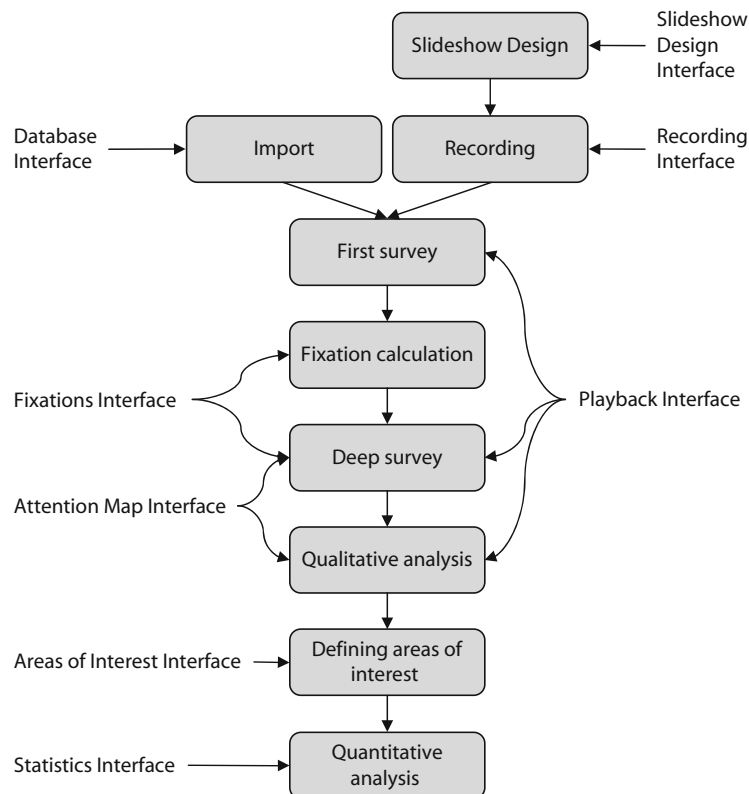 Slideshow Design
Slideshow
Design
Interface
Database
Interface
Import
Recording
Recording
Interface
First survey
Fixation calculation
Fixations Interface
Playback Interface
Deep survey
Attention Map Interface
Qualitative analysis
Areas of Interest Interface
Defining areas of
interest
Statistics Interface
Quantitative
analysis